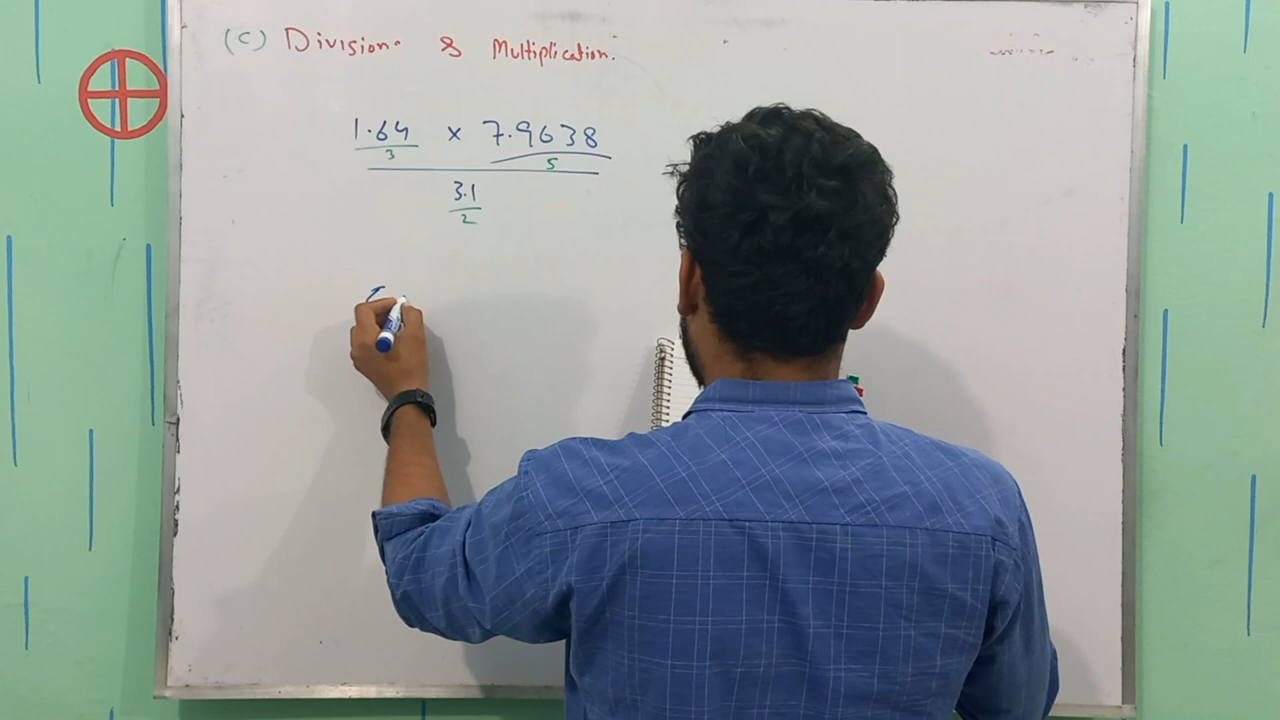 (C) Division & Multiplication.
1.64 x 7.9638
3 5
3.1
2